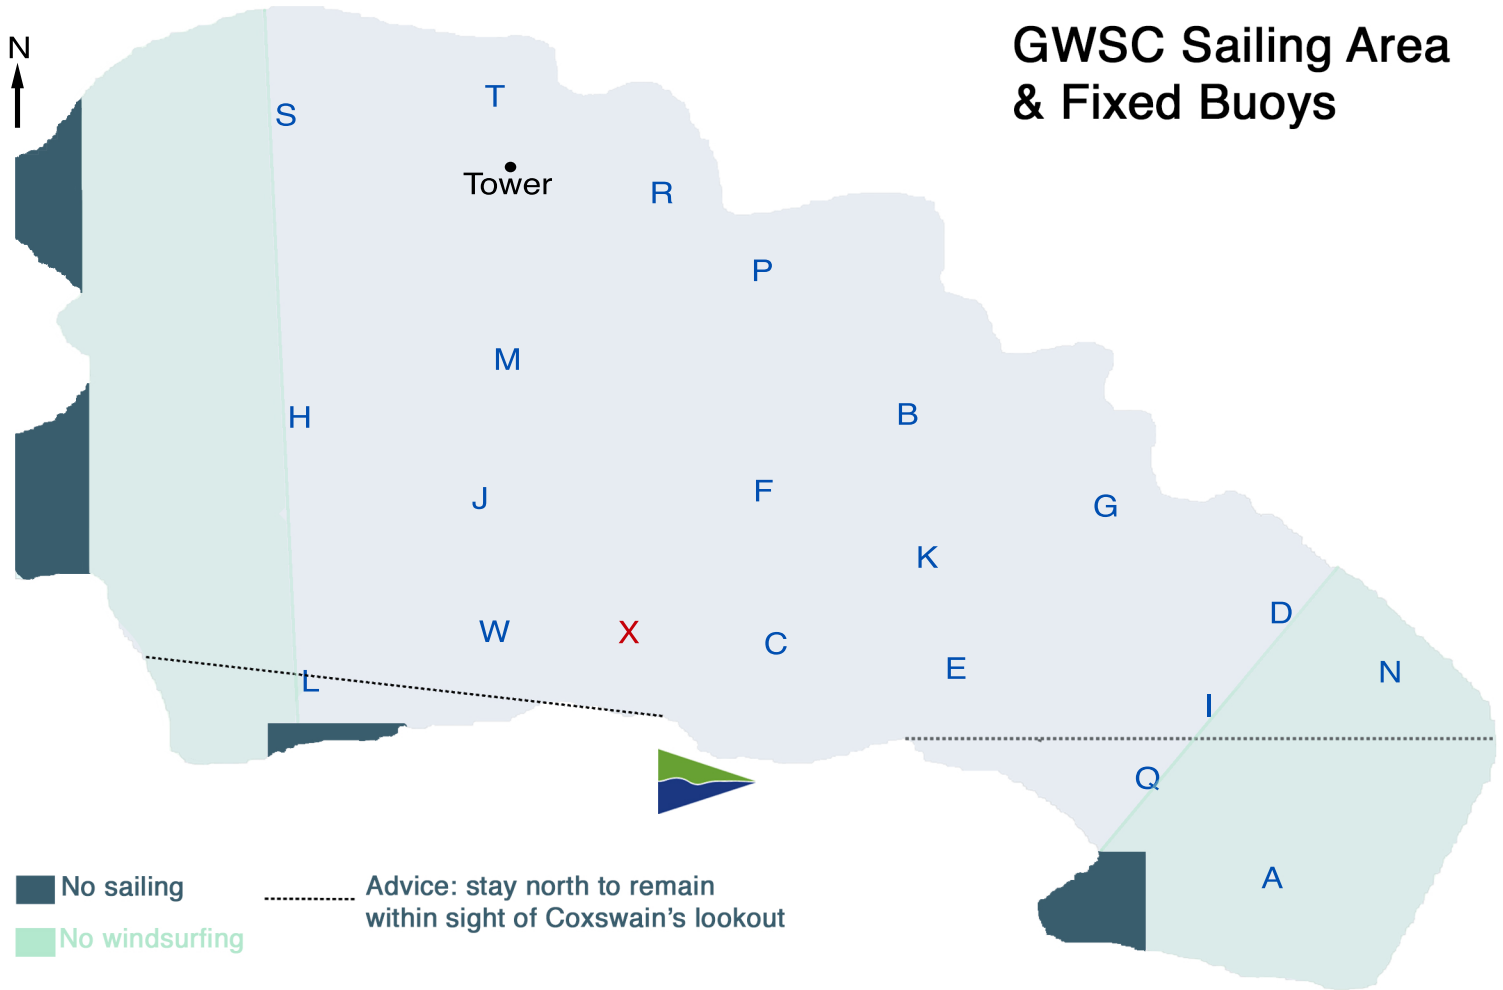 GWSC Sailing Area
& Fixed Buoys
N
T
S
Tower
R
P
M
H
B
J
F
G
K
D
W
X
C
E
N
L
I
Q
A
No sailing
No windsurfing
Advice: stay north to remain
within sight of Coxswain's lookout